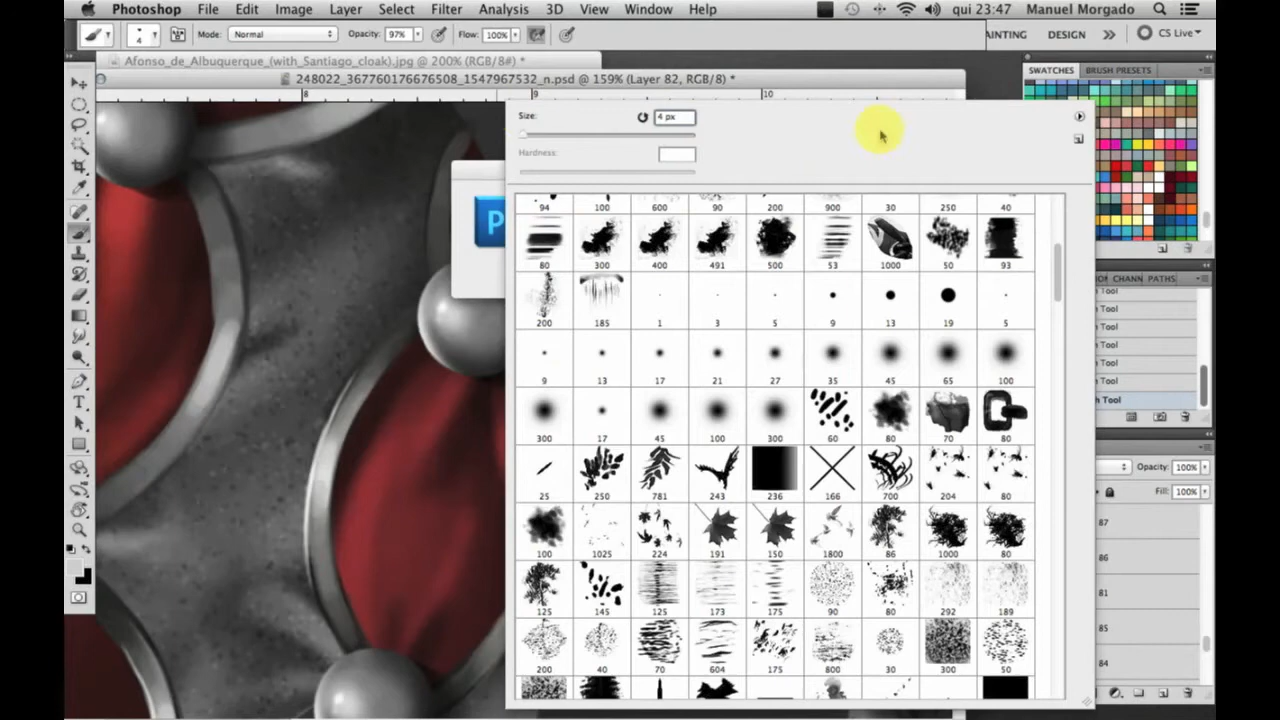 Photoshop File Edit Image Layer Select Filter Analysis 3D View Window Help qui 23:47 Manuel Morgado
4 Mode: Normal Opacity: 97% Flow: 100% AINTING DESIGN CS Live
Afonso_de_Albuquerque_(with_Santiago_cloak).jpg @ 200% (RGB/8#) *
248022_367760176676508_1547967532_n.psd @ 159% (Layer 82, RGB/8) *
SWATCHES BRUSH PRESETS
8 9 10
Size: 4 px
Hardness:
94 100 600 90 200 900 30 250 40
80 300 400 491 500 53 1000 50 93
200 185 1 3 5 9 13 19 5
9 13 17 21 27 35 45 65 100
300 17 45 100 300 60 80 70 80
25 250 781 243 236 166 700 204 80
100 1025 224 191 150 1800 86 1000 80
125 145 125 173 175 90 80 292 189
200 40 70 604 175 800 30 300 50
P
CHANN PATHS
h Tool
h Tool
h Tool
h Tool
h Tool
h Tool
Opacity: 100%
Fill: 100%
87
86
81
85
84